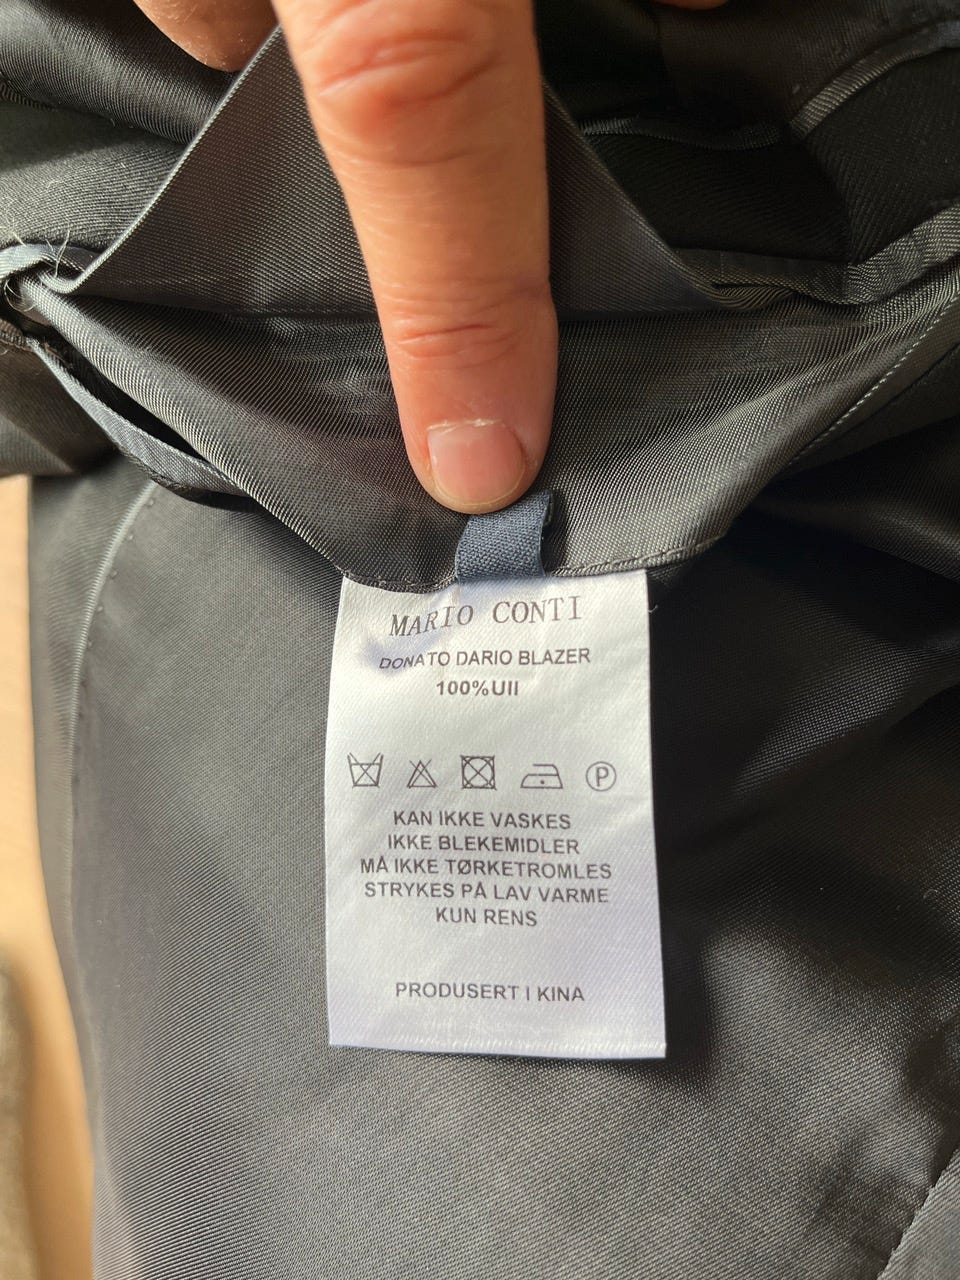 MARIO CONTI
DONATO DARIO BLAZER
100%UII
P
KAN IKKE VASKES
IKKE BLEKEMIDLER
MÅ IKKE TØRKETROMLES
STRYKES PÅ LAV VARME
KUN RENS
PRODUSERT I KINA